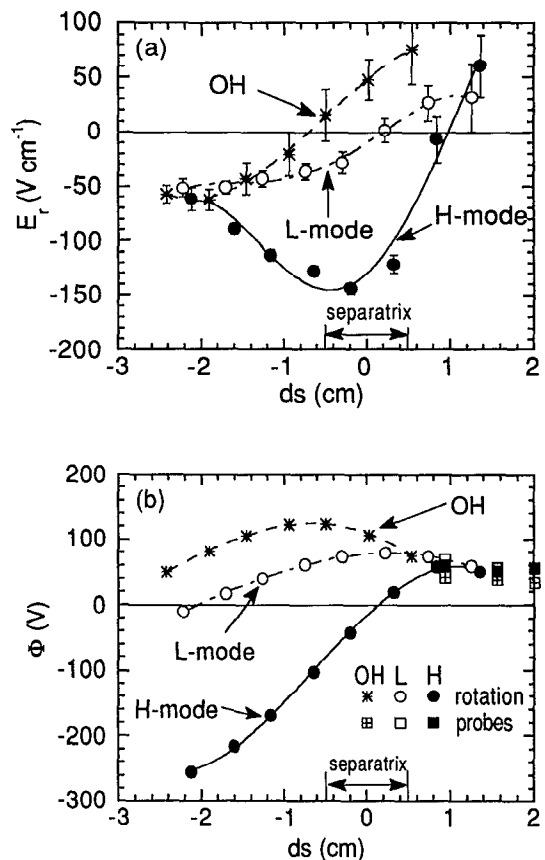 (a)
100
50
0
-50
-100
-150
-200
E_r (V cm^-1)
OH
L-mode
H-mode
separatrix
-3 -2 -1 0 1 2
ds (cm)
(b)
200
100
0
-100
-200
-300
Φ (V)
OH
L-mode
H-mode
OH L H
rotation
probes
separatrix
-3 -2 -1 0 1 2
ds (cm)